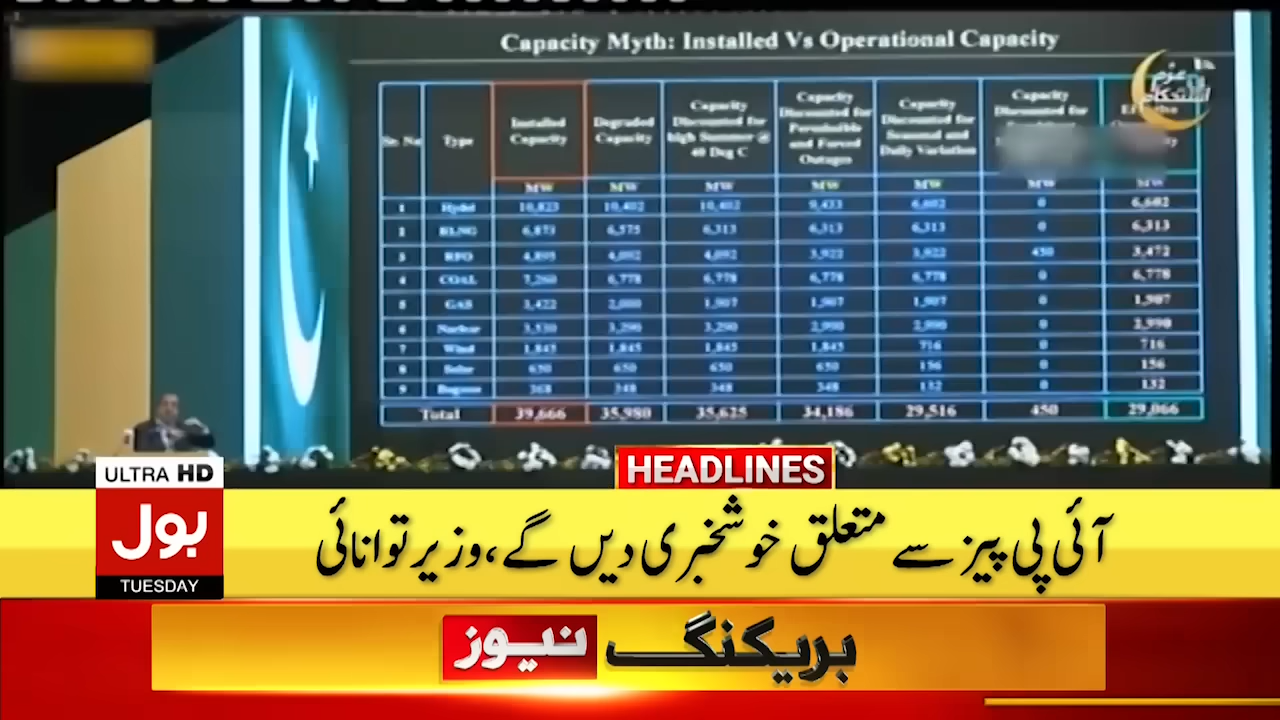 Capacity Myth: Installed Vs Operational Capacity
عزم
استحکام
Sr. No Type Installed Capacity Degraded Capacity Capacity Discounted for high Summer @ 40 Deg C Capacity Discounted for Permissible and Forced Outages Capacity Discounted for Seasonal and Daily Variation Capacity Discounted for
MW MW MW MW MW MW MW
1 Hydel 10,823 10,402 10,402 9,433 6,602 0 6,602
2 RLNG 6,873 6,575 6,313 6,313 6,313 0 6,313
3 RFO 4,895 4,092 4,092 3,922 3,922 450 3,472
4 COAL 7,260 6,778 6,778 6,778 6,778 0 6,778
5 GAS 3,422 2,000 1,907 1,907 1,907 0 1,907
6 Nuclear 3,530 3,290 3,290 2,990 2,990 0 2,990
7 Wind 1,845 1,845 1,845 1,845 716 0 716
8 Solar 650 650 650 650 156 0 156
9 Bagasse 368 348 348 348 132 0 132
Total 39,666 35,980 35,625 34,186 29,516 450 29,066
HEADLINES
ULTRA HD
بول
TUESDAY
آئی پی پیز سے متعلق خوشخبری دیں گے، وزیر توانائی
بریکنگ نیوز